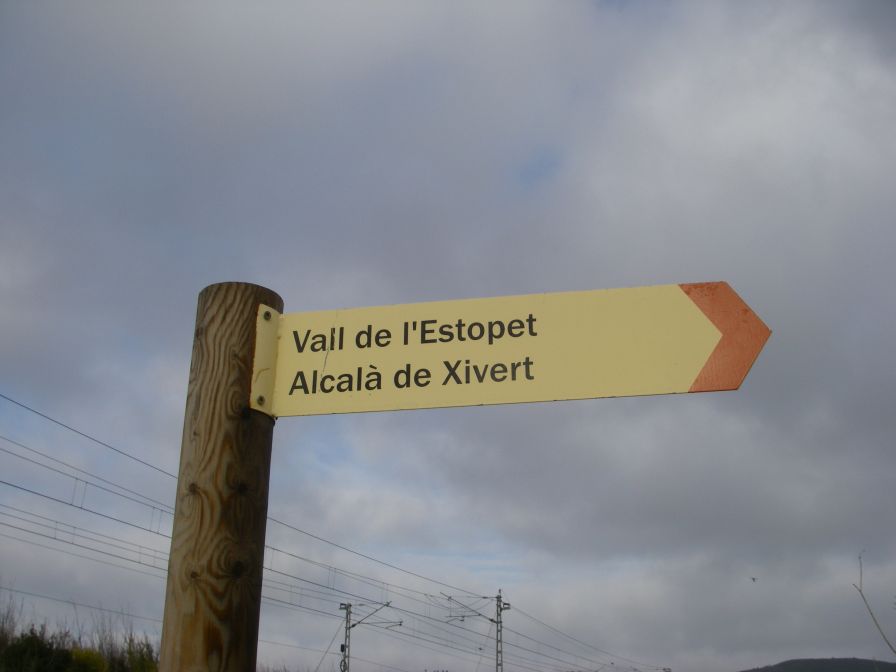 Vall de l'Estopet
Alcalà de Xivert